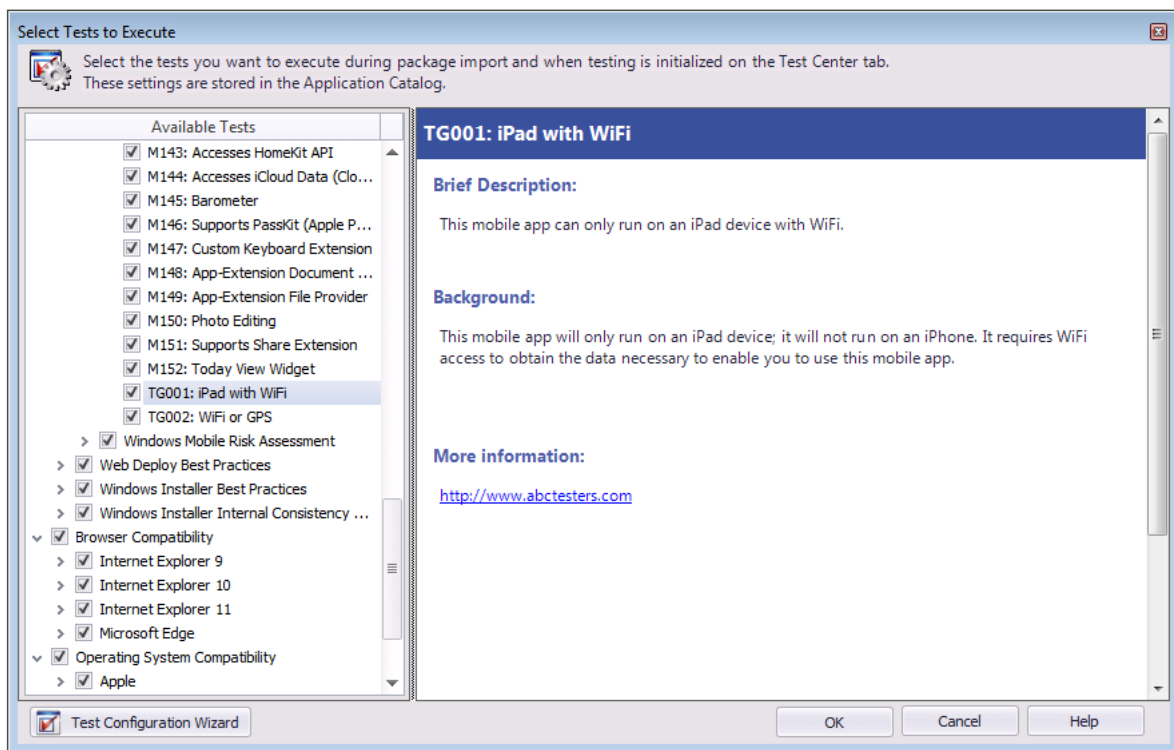 Select Tests to Execute
Select the tests you want to execute during package import and when testing is initialized on the Test Center tab.
These settings are stored in the Application Catalog.
Available Tests
M143: Accesses HomeKit API
M144: Accesses iCloud Data (Clo...
M145: Barometer
M146: Supports PassKit (Apple P...
M147: Custom Keyboard Extension
M148: App-Extension Document ...
M149: App-Extension File Provider
M150: Photo Editing
M151: Supports Share Extension
M152: Today View Widget
TG001: iPad with WiFi
TG002: WiFi or GPS
Windows Mobile Risk Assessment
Web Deploy Best Practices
Windows Installer Best Practices
Windows Installer Internal Consistency ...
Browser Compatibility
Internet Explorer 9
Internet Explorer 10
Internet Explorer 11
Microsoft Edge
Operating System Compatibility
Apple
TG001: iPad with WiFi
Brief Description:
This mobile app can only run on an iPad device with WiFi.
Background:
This mobile app will only run on an iPad device; it will not run on an iPhone. It requires WiFi
access to obtain the data necessary to enable you to use this mobile app.
More information:
http://www.abctesters.com
Test Configuration Wizard
OK
Cancel
Help